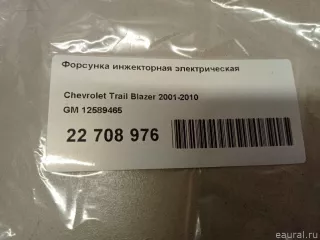 Форсунка инжекторная электрическая
Chevrolet Trail Blazer 2001-2010
GM 12589465
22 708 976
eaural.ru